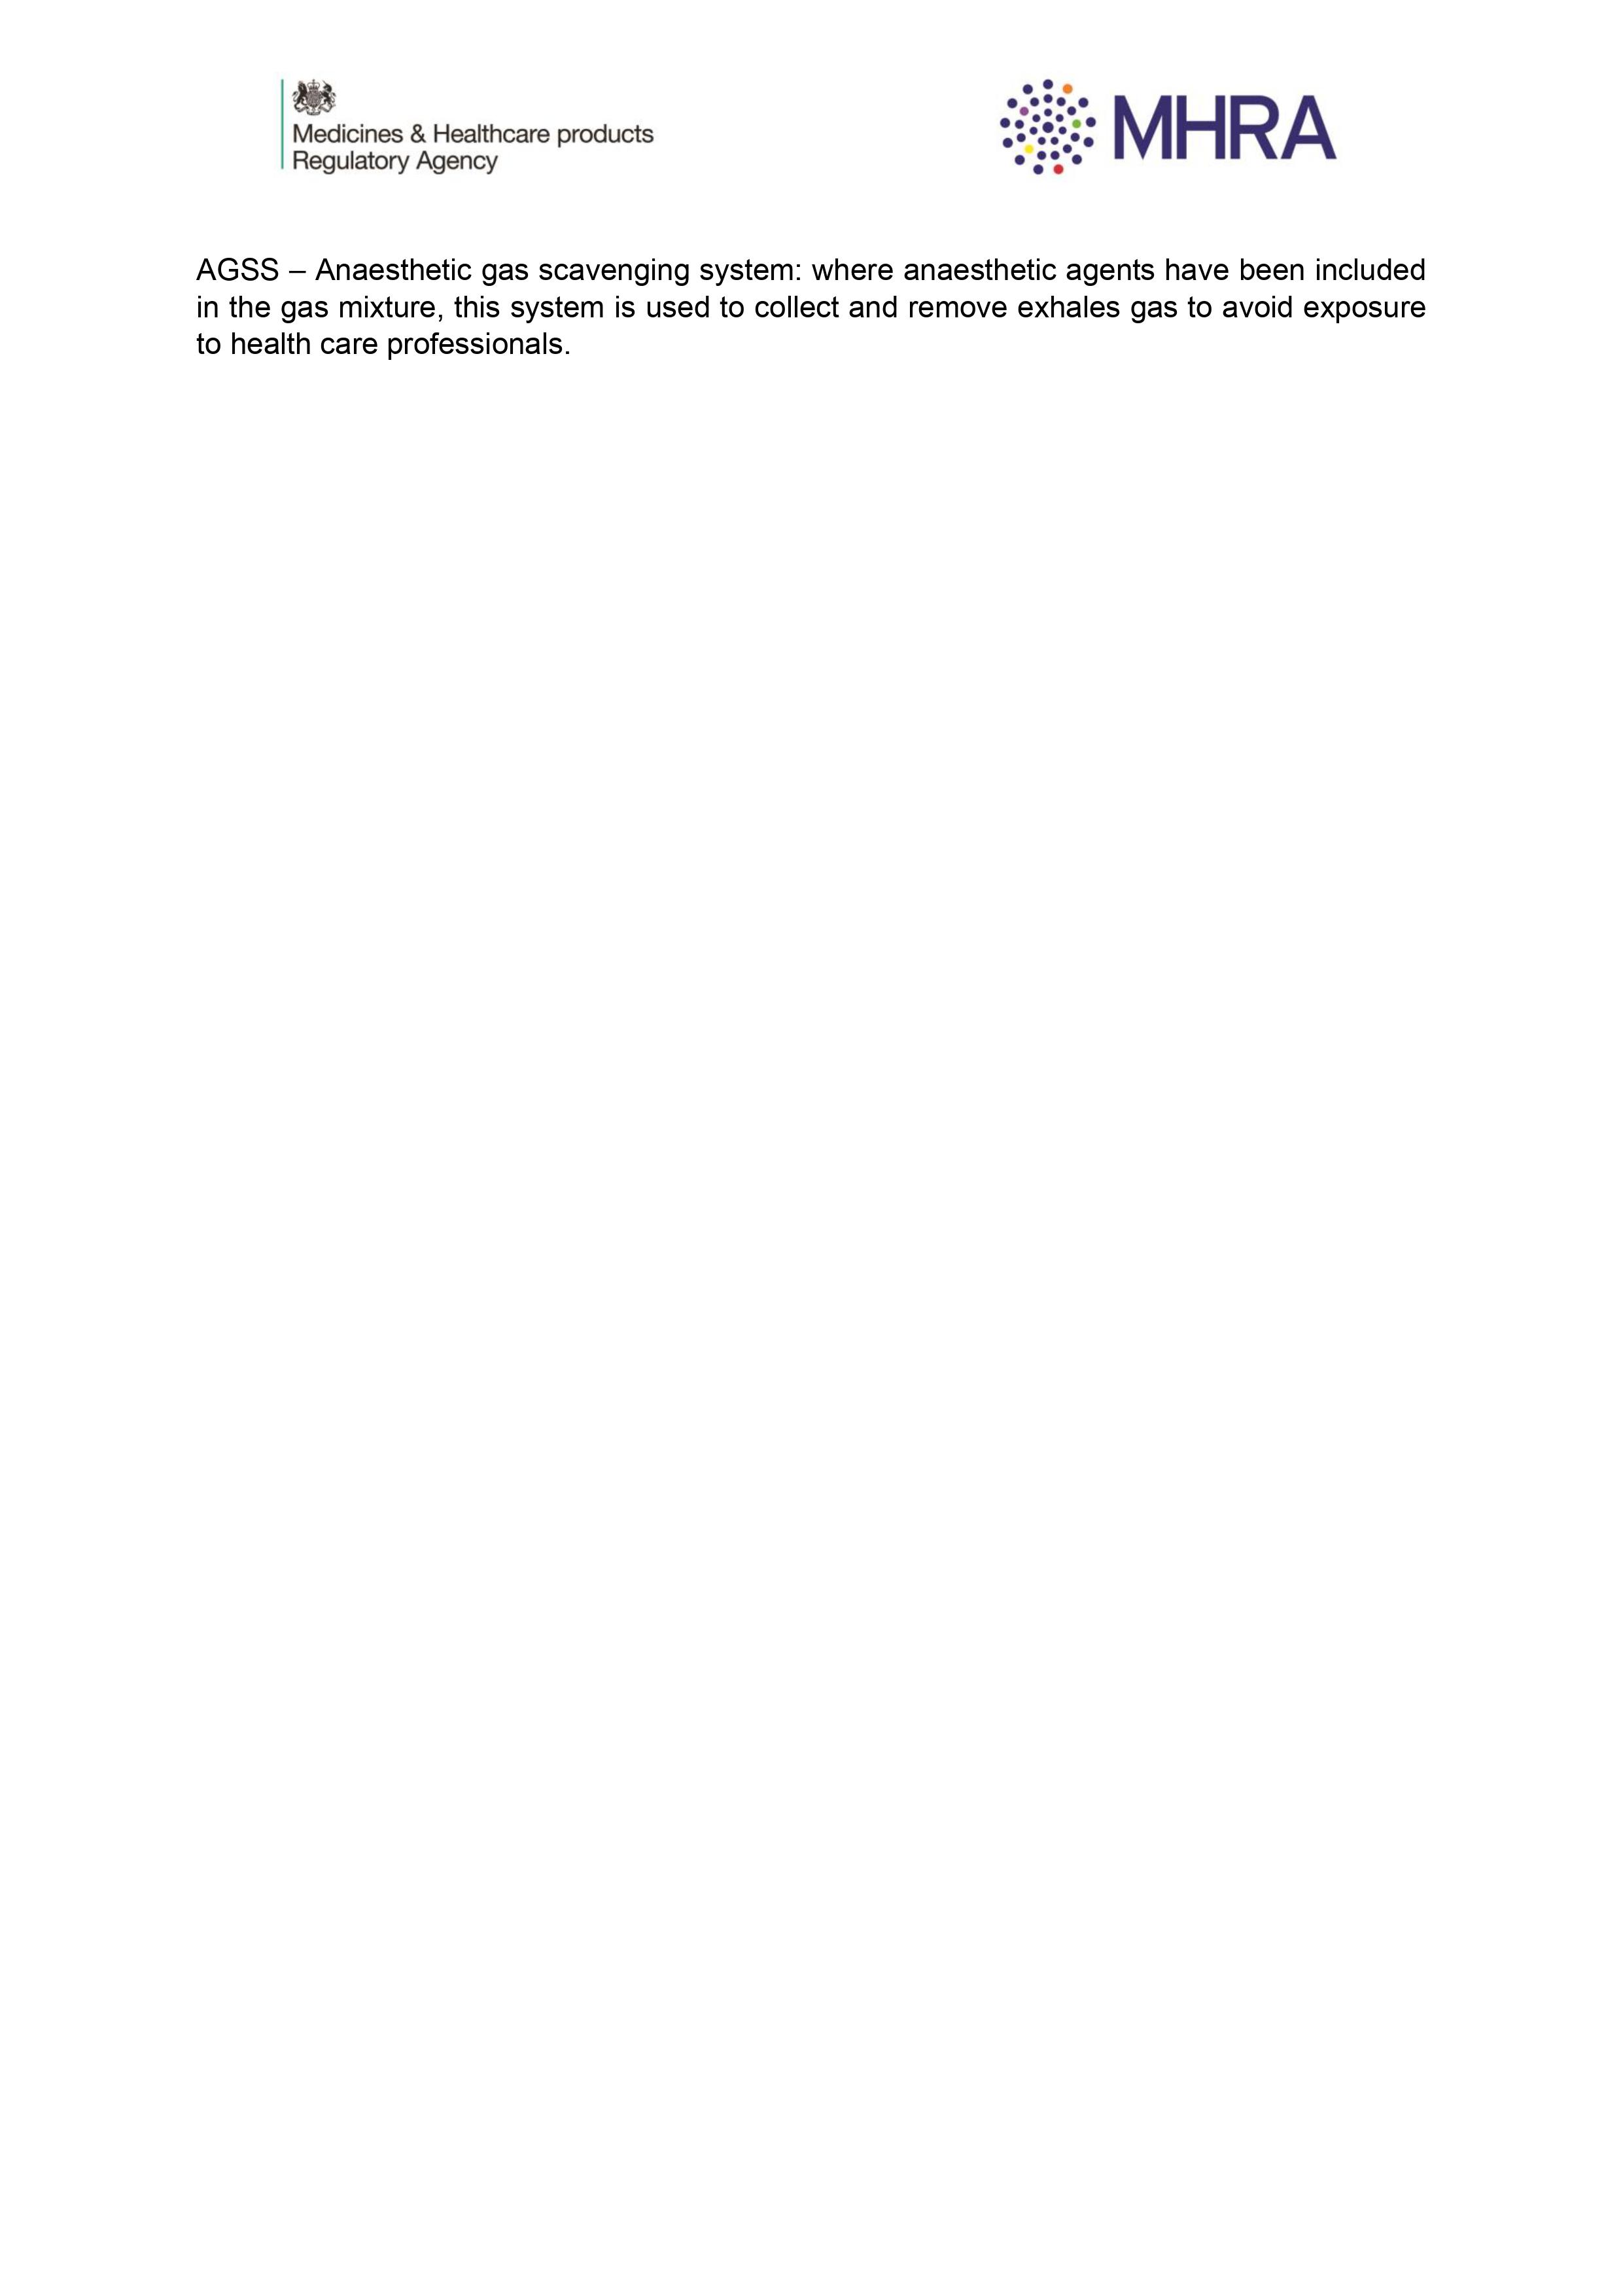 Medicines & Healthcare products
Regulatory Agency
MHRA
AGSS – Anaesthetic gas scavenging system: where anaesthetic agents have been included
in the gas mixture, this system is used to collect and remove exhales gas to avoid exposure
to health care professionals.